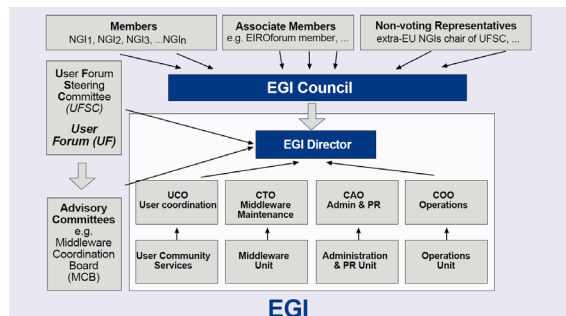 Members
NGI1, NGI2, NGI3, ...NGIn
Associate Members
e.g. EIROforum member, ...
Non-voting Representatives
extra-EU NGIs chair of UFSC, ...
EGI Council
User Forum
Steering
Committee
(UFSC)
User
Forum (UF)
EGI Director
Advisory
Committees
e.g.
Middleware
Coordination
Board
(MCB)
UCO
User coordination
CTO
Middleware
Maintenance
CAO
Admin & PR
COO
Operations
User Community
Services
Middleware
Unit
Administration
& PR Unit
Operations
Unit
EGI